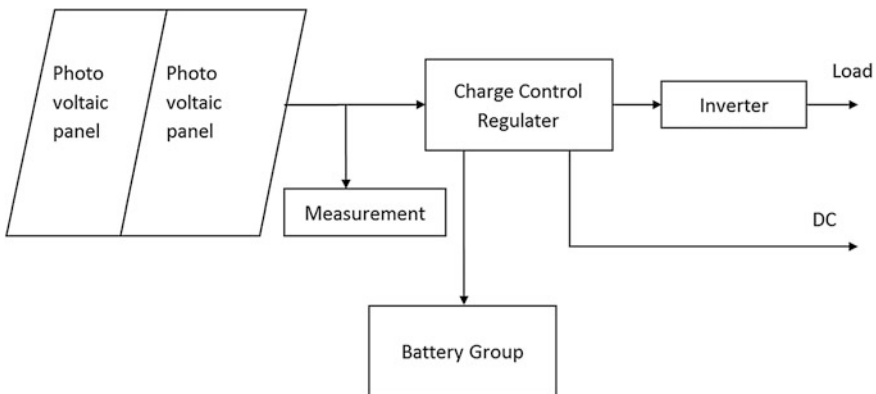 Photo
voltaic
panel
Photo
voltaic
panel
Charge Control
Regulater
Inverter
Load
Measurement
DC
Battery Group